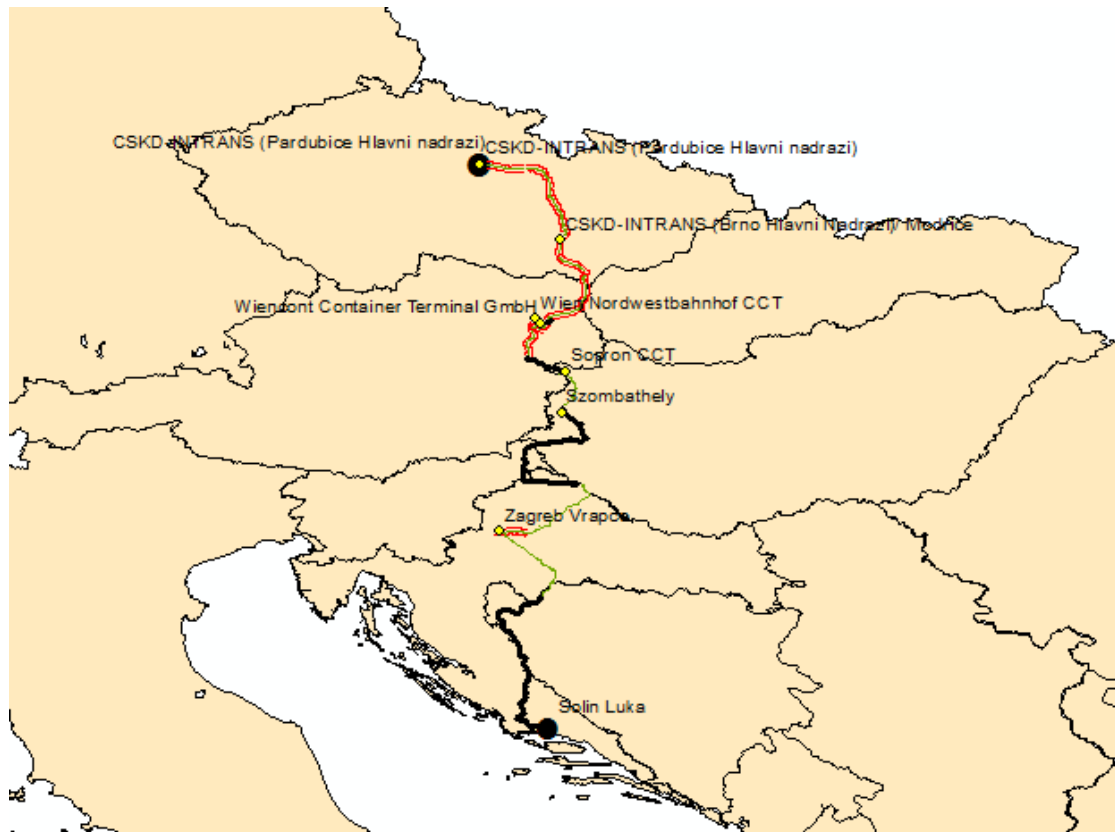 CSKD-INTRANS (Pardubice Hlavni nadrazi)
CSKD-INTRANS (Pardubice Hlavni nadrazi)
CSKD-INTRANS (Brno Hlavni Nadrazi)/ Modrice
Wiencont Container Terminal GmbH
Wien Nordwestbahnhof CCT
Sopron CCT
Szombathely
Zagreb Vrapce
Solin Luka